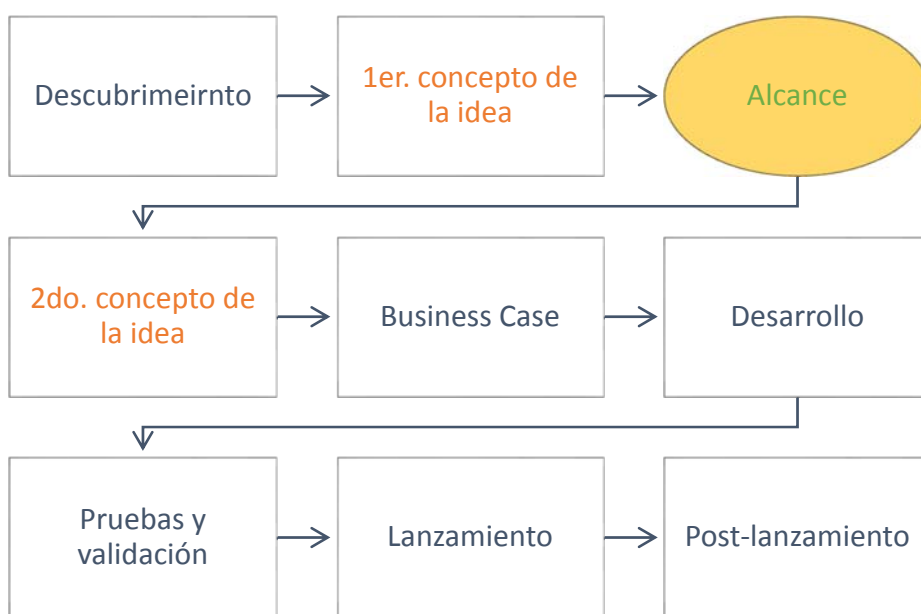 Descubrimeirnto
1er. concepto de
la idea
Alcance
2do. concepto de
la idea
Business Case
Desarrollo
Pruebas y
validación
Lanzamiento
Post-lanzamiento